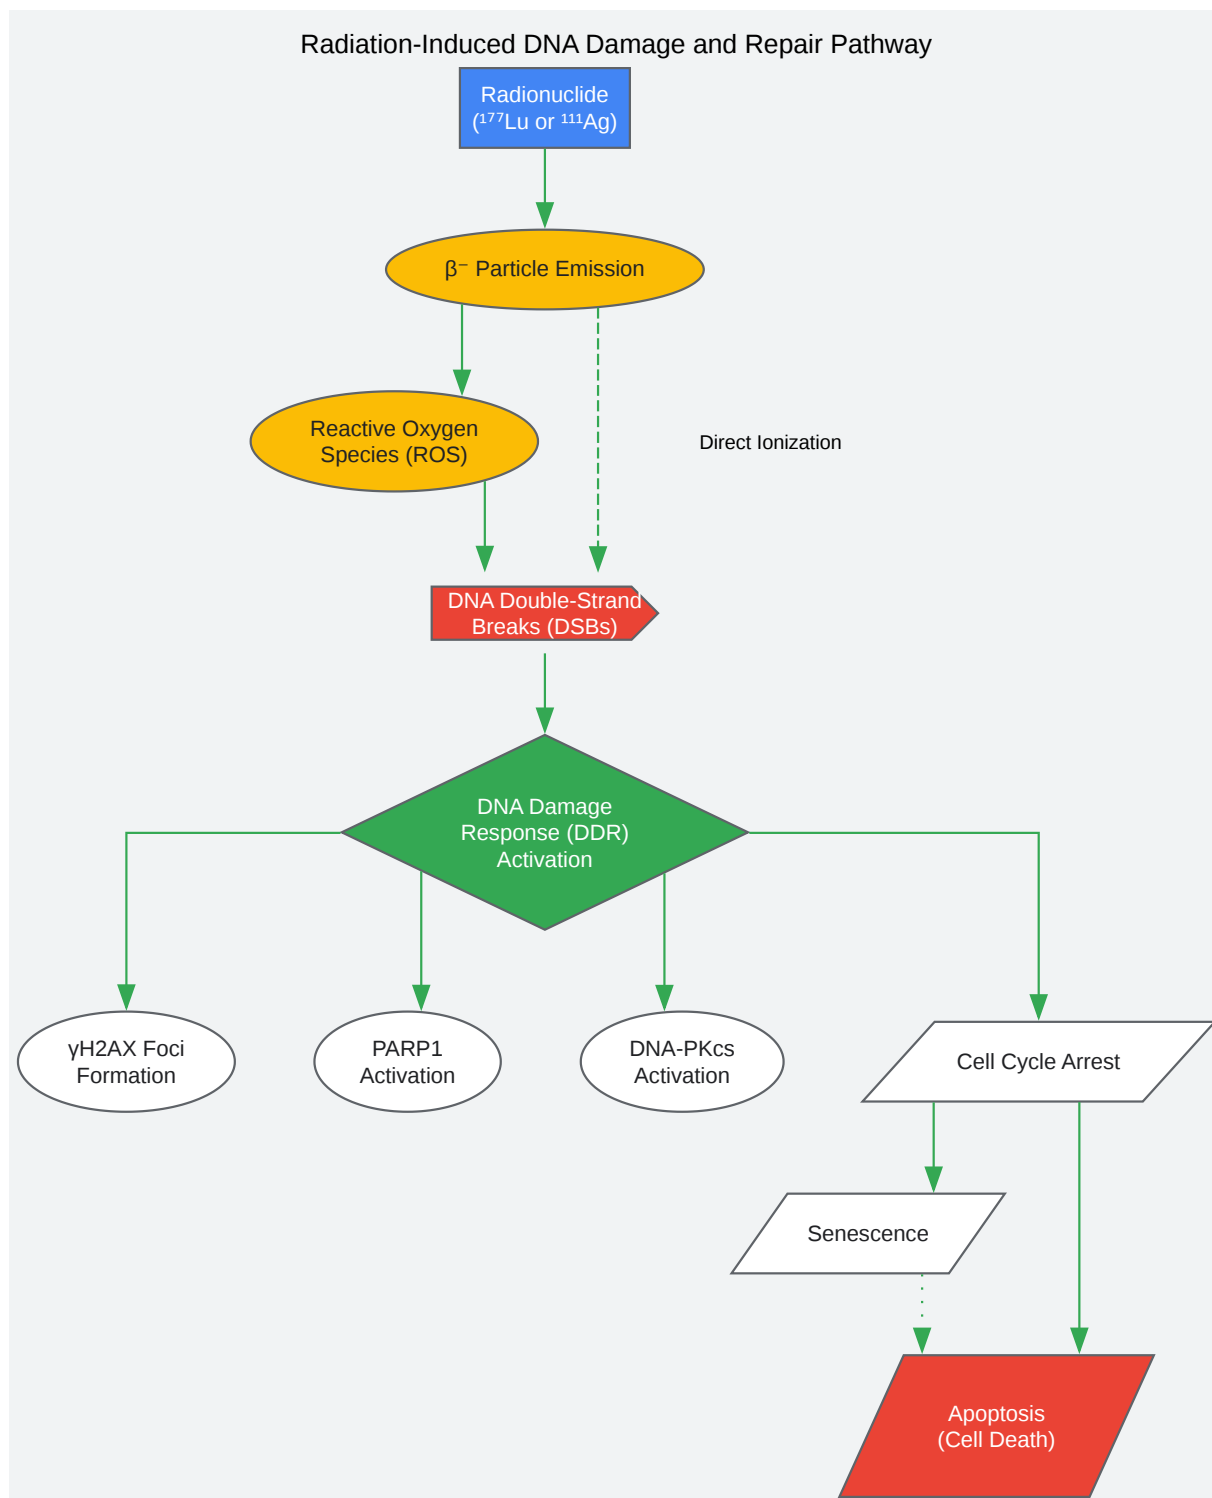 Radiation-Induced DNA Damage and Repair Pathway
Radionuclide
(¹⁷⁷Lu or ¹¹¹Ag)
β⁻ Particle Emission
Reactive Oxygen
Species (ROS)
Direct Ionization
DNA Double-Strand
Breaks (DSBs)
DNA Damage
Response (DDR)
Activation
γH2AX Foci
Formation
PARP1
Activation
DNA-PKcs
Activation
Cell Cycle Arrest
Senescence
Apoptosis
(Cell Death)